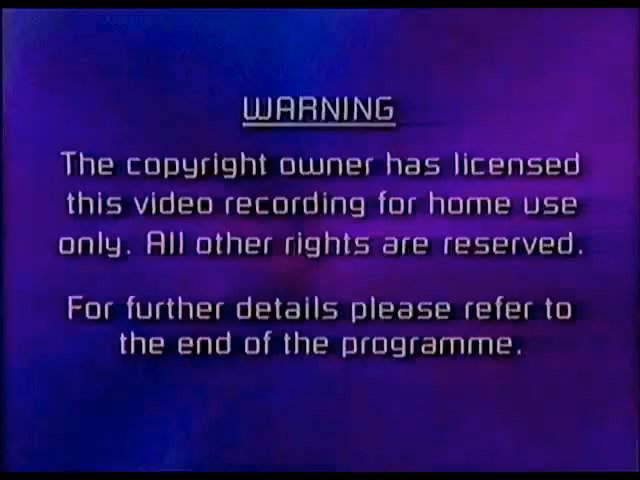 WARNING
The copyright owner has licensed
this video recording for home use
only. All other rights are reserved.
For further details please refer to
the end of the programme.